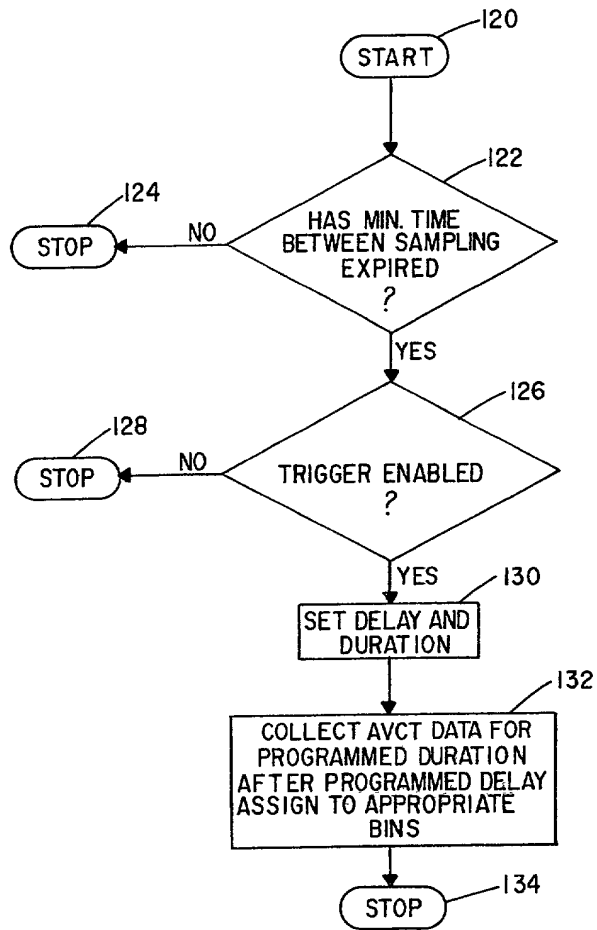 120
START
122
HAS MIN. TIME
BETWEEN SAMPLING
EXPIRED
?
124
STOP
NO
YES
126
TRIGGER ENABLED
?
128
STOP
NO
YES
130
SET DELAY AND
DURATION
132
COLLECT AVCT DATA FOR
PROGRAMMED DURATION
AFTER PROGRAMMED DELAY
ASSIGN TO APPROPRIATE
BINS
134
STOP